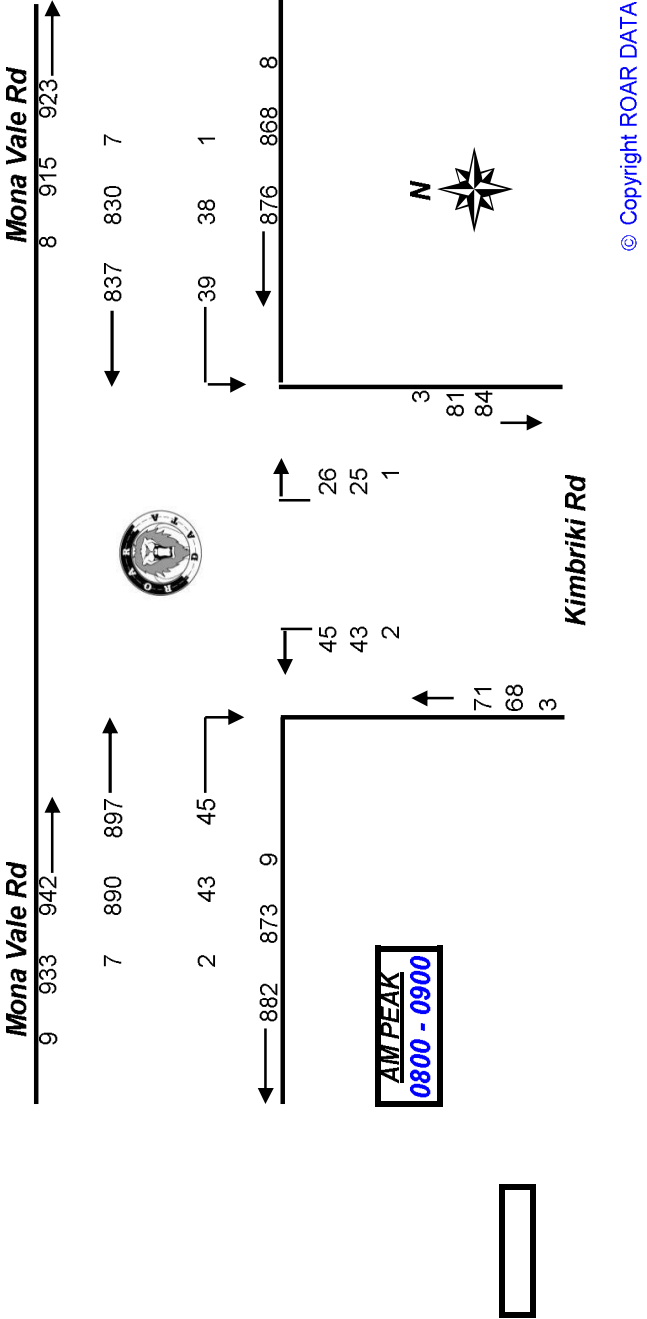 Mona Vale Rd Mona Vale Rd
9 933 942 8 915 923
7 890 897 837 830 7
ROAR DATA
2 43 45 39 38 1
882 873 9 876 868 8
45 26
43 25
AM PEAK 2 1
0800 - 0900 3 N
81
71 84
68
3
Kimbriki Rd
© Copyright ROAR DATA